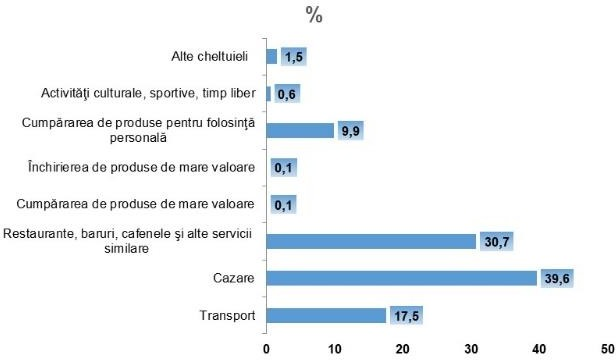 %
Alte cheltuieli
1,5
Activităţi culturale, sportive, timp liber
0,6
Cumpărarea de produse pentru folosinţă
personală
9,9
Închirierea de produse de mare valoare
0,1
Cumpărarea de produse de mare valoare
0,1
Restaurante, baruri, cafenele şi alte servicii
similare
30,7
Cazare
39,6
Transport
17,5
0 10 20 30 40 50